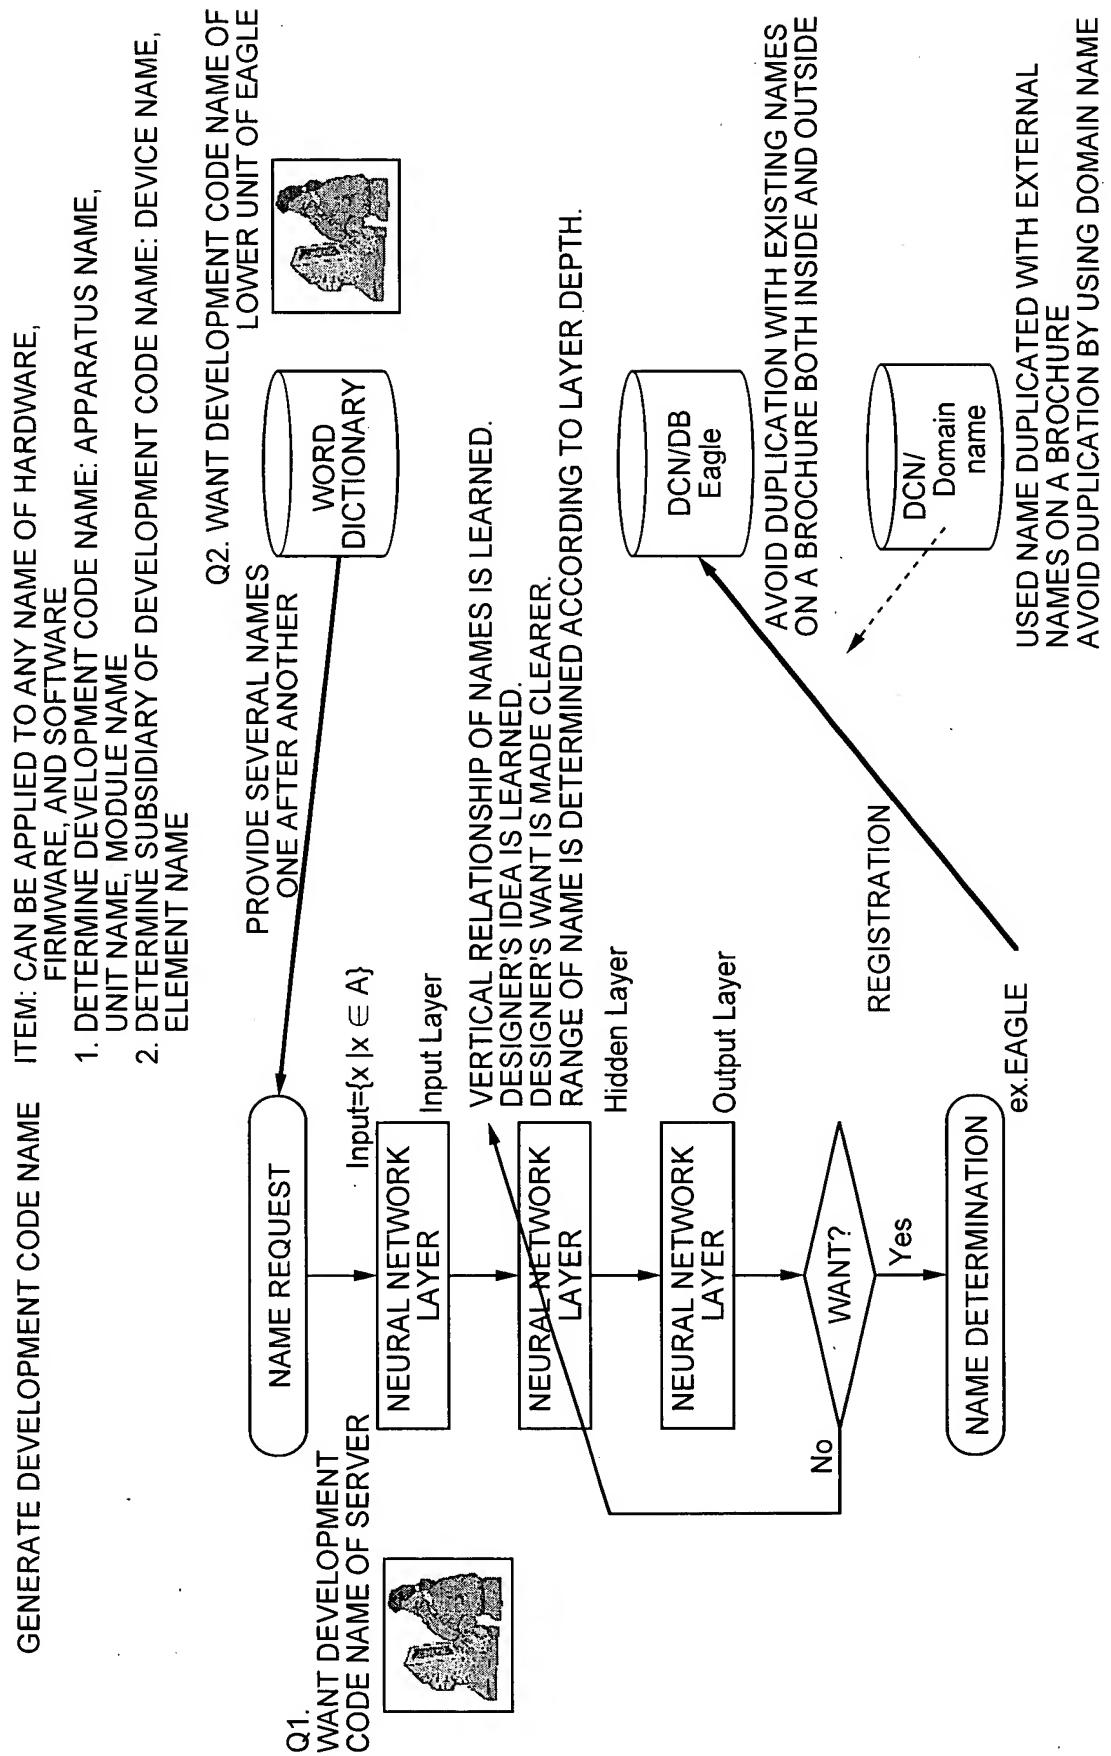 GENERATE DEVELOPMENT CODE NAME
ITEM: CAN BE APPLIED TO ANY NAME OF HARDWARE,
FIRMWARE, AND SOFTWARE
1. DETERMINE DEVELOPMENT CODE NAME: APPARATUS NAME,
UNIT NAME, MODULE NAME
2. DETERMINE SUBSIDIARY OF DEVELOPMENT CODE NAME: DEVICE NAME,
ELEMENT NAME
Q1.
WANT DEVELOPMENT
CODE NAME OF SERVER
Q2. WANT DEVELOPMENT CODE NAME OF
LOWER UNIT OF EAGLE
NAME REQUEST
PROVIDE SEVERAL NAMES
ONE AFTER ANOTHER
WORD
DICTIONARY
Input={x |x ∈ A}
NEURAL NETWORK
LAYER
Input Layer
VERTICAL RELATIONSHIP OF NAMES IS LEARNED.
DESIGNER'S IDEA IS LEARNED.
DESIGNER'S WANT IS MADE CLEARER.
RANGE OF NAME IS DETERMINED ACCORDING TO LAYER DEPTH.
NEURAL NETWORK
LAYER
Hidden Layer
NEURAL NETWORK
LAYER
Output Layer
DCN/DB
Eagle
AVOID DUPLICATION WITH EXISTING NAMES
ON A BROCHURE BOTH INSIDE AND OUTSIDE
WANT?
No
Yes
REGISTRATION
DCN/
Domain
name
NAME DETERMINATION
ex.EAGLE
USED NAME DUPLICATED WITH EXTERNAL
NAMES ON A BROCHURE
AVOID DUPLICATION BY USING DOMAIN NAME